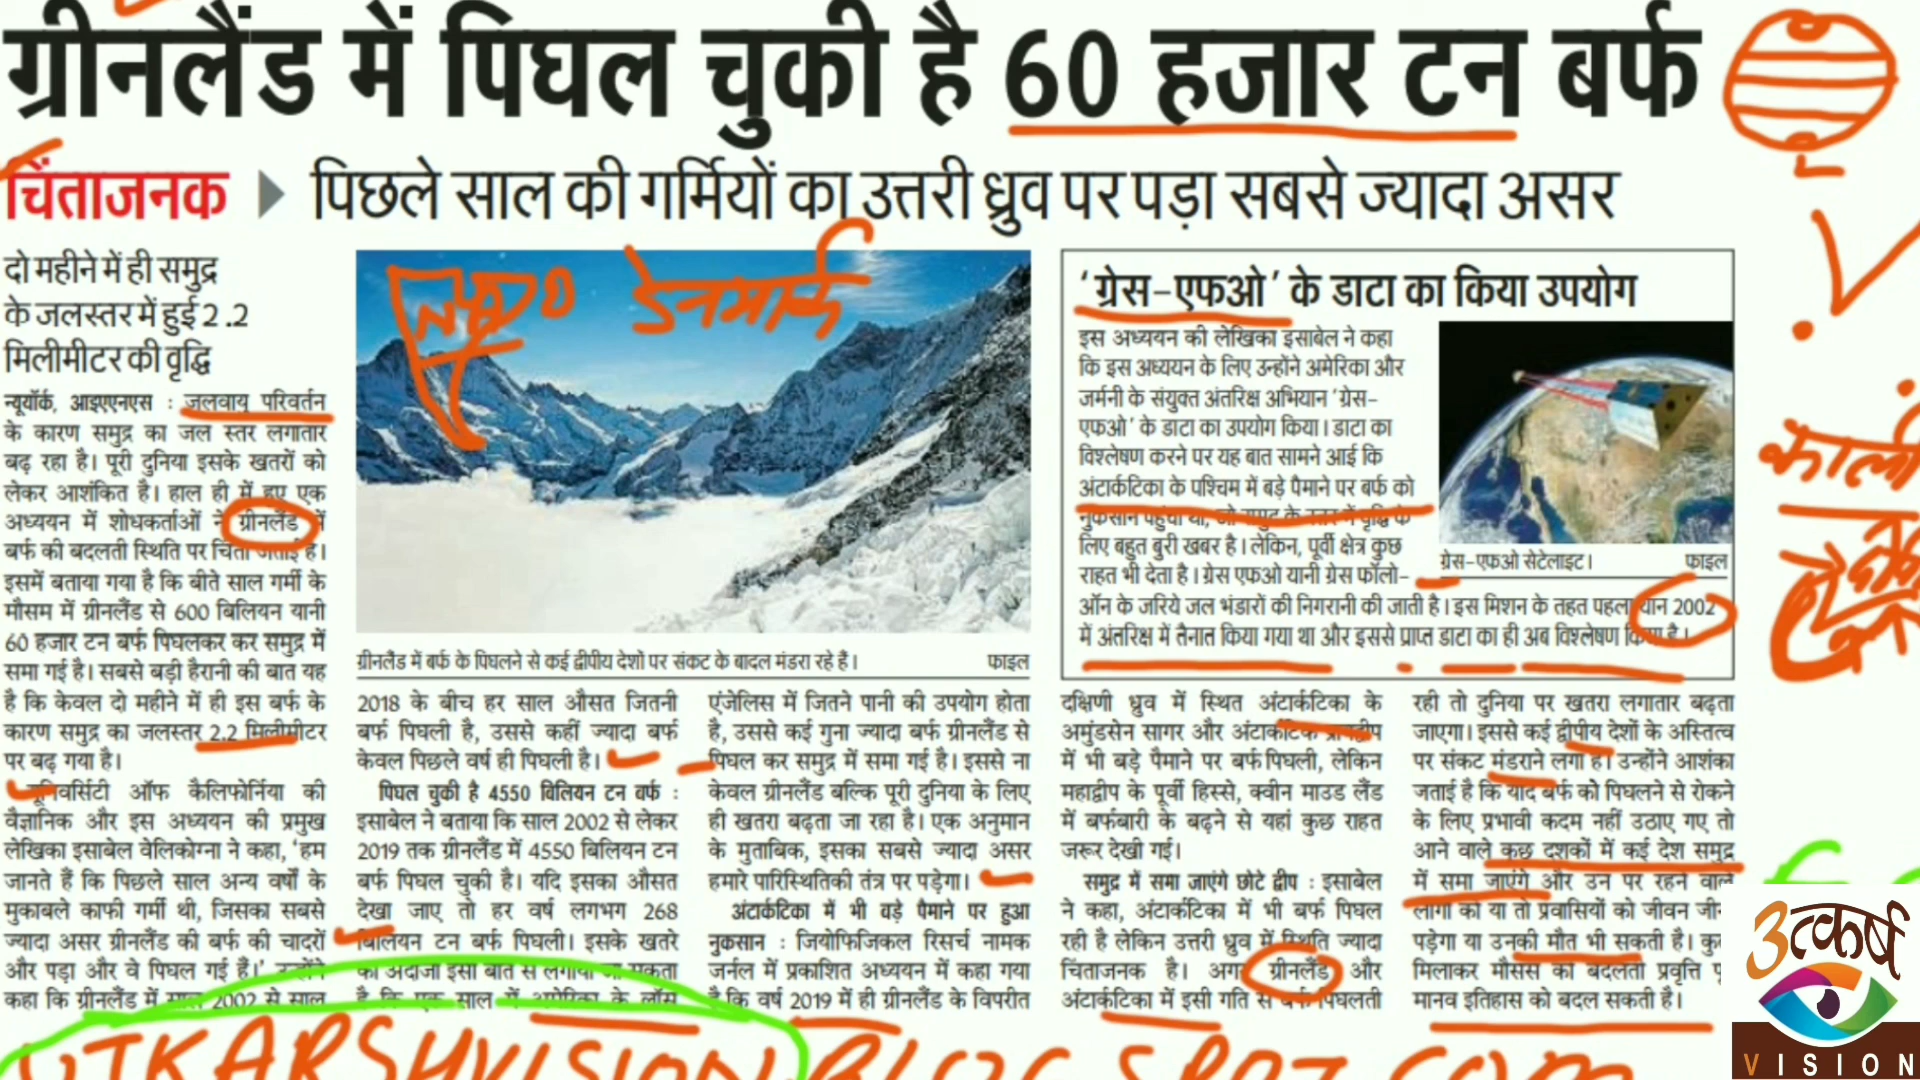 ग्रीनलैंड में पिघल चुकी है 60 हजार टन बर्फ
चिंताजनक
पिछले साल की गर्मियों का उत्तरी ध्रुव पर पड़ा सबसे ज्यादा असर
दो महीने में ही समुद्र
के जलस्तर में हुई 2.2
मिलीमीटर की वृद्धि
न्यूयॉर्क, आइएएनएस : जलवायु परिवर्तन
के कारण समुद्र का जल स्तर लगातार
बढ़ रहा है। पूरी दुनिया इसके खतरों को
लेकर आशंकित है। हाल ही में हुए एक
अध्ययन में शोधकर्ताओं ने ग्रीनलैंड में
बर्फ की बदलती स्थिति पर चिंता जताई है।
इसमें बताया गया है कि बीते साल गर्मी के
मौसम में ग्रीनलैंड से 600 बिलियन यानी
60 हजार टन बर्फ पिघलकर कर समुद्र में
समा गई है। सबसे बड़ी हैरानी की बात यह
है कि केवल दो महीने में ही इस बर्फ के
कारण समुद्र का जलस्तर 2.2 मिलीमीटर
पर बढ़ गया है।
यूनिवर्सिटी ऑफ कैलिफोर्निया की
वैज्ञानिक और इस अध्ययन की प्रमुख
लेखिका इसाबेल वेलिकोग्ना ने कहा, 'हम
जानते हैं कि पिछले साल अन्य वर्षों के
मुकाबले काफी गर्मी थी, जिसका सबसे
ज्यादा असर ग्रीनलैंड की बर्फ की चादरों
और पड़ा और वे पिघल गई हैं।' उन्होंने
कहा कि ग्रीनलैंड में साल 2002 से साल
डेनमार्क
ग्रीनलैंड में बर्फ के पिघलने से कई द्वीपीय देशों पर संकट के बादल मंडरा रहे हैं। फाइल
2018 के बीच हर साल औसत जितनी
बर्फ पिघली है, उससे कहीं ज्यादा बर्फ
केवल पिछले वर्ष ही पिघली है।
पिघल चुकी है 4550 बिलियन टन बर्फ :
इसाबेल ने बताया कि साल 2002 से लेकर
2019 तक ग्रीनलैंड में 4550 बिलियन टन
बर्फ पिघल चुकी है। यदि इसका औसत
देखा जाए तो हर वर्ष लगभग 268
बिलियन टन बर्फ पिघली। इसके खतरे
का अंदाजा इसी बात से लगाया जा सकता
है कि एक साल में अमेरिका के लॉस
एंजेलिस में जितने पानी की उपयोग होता
है, उससे कई गुना ज्यादा बर्फ ग्रीनलैंड से
पिघल कर समुद्र में समा गई है। इससे ना
केवल ग्रीनलैंड बल्कि पूरी दुनिया के लिए
ही खतरा बढ़ता जा रहा है। एक अनुमान
के मुताबिक, इसका सबसे ज्यादा असर
हमारे पारिस्थितिकी तंत्र पर पड़ेगा।
अंटार्कटिका में भी बड़े पैमाने पर हुआ
नुकसान : जियोफिजिकल रिसर्च नामक
जर्नल में प्रकाशित अध्ययन में कहा गया
है कि वर्ष 2019 में ही ग्रीनलैंड के विपरीत
'ग्रेस-एफओ' के डाटा का किया उपयोग
इस अध्ययन की लेखिका इसाबेल ने कहा
कि इस अध्ययन के लिए उन्होंने अमेरिका और
जर्मनी के संयुक्त अंतरिक्ष अभियान 'ग्रेस-
एफओ' के डाटा का उपयोग किया। डाटा का
विश्लेषण करने पर यह बात सामने आई कि
अंटार्कटिका के पश्चिम में बड़े पैमाने पर बर्फ को
नुकसान पहुंचा था, जो समुद्र के स्तर में वृद्धि के
लिए बहुत बुरी खबर है। लेकिन, पूर्वी क्षेत्र कुछ
राहत भी देता है। ग्रेस एफओ यानी ग्रेस फॉलो-
ऑन के जरिये जल भंडारों की निगरानी की जाती है। इस मिशन के तहत पहला यान 2002
में अंतरिक्ष में तैनात किया गया था और इससे प्राप्त डाटा का ही अब विश्लेषण किया है।
ग्रेस-एफओ सेटेलाइट। फाइल
दक्षिणी ध्रुव में स्थित अंटार्कटिका के
अमुंडसेन सागर और अंटार्कटिक प्रायद्वीप
में भी बड़े पैमाने पर बर्फ पिघली, लेकिन
महाद्वीप के पूर्वी हिस्से, क्वीन माउड लैंड
में बर्फबारी के बढ़ने से यहां कुछ राहत
जरूर देखी गई।
समुद्र में समा जाएंगे छोटे द्वीप : इसाबेल
ने कहा, अंटार्कटिका में भी बर्फ पिघल
रही है लेकिन उत्तरी ध्रुव में स्थिति ज्यादा
चिंताजनक है। अगर ग्रीनलैंड और
अंटार्कटिका में इसी गति से बर्फ पिघलती
रही तो दुनिया पर खतरा लगातार बढ़ता
जाएगा। इससे कई द्वीपीय देशों के अस्तित्व
पर संकट मंडराने लगा है। उन्होंने आशंका
जताई है कि यदि बर्फ को पिघलने से रोकने
के लिए प्रभावी कदम नहीं उठाए गए तो
आने वाले कुछ दशकों में कई देश समुद्र
में समा जाएंगे और उन पर रहने वाले
लोगों को या तो प्रवासियों को जीवन जीना
पड़ेगा या उनकी मौत भी सकती है।
मिलाकर मौसम की बदलती प्रवृत्ति
मानव इतिहास को बदल सकती है।
उत्कर्ष
VISION
UTKARSHVISION.BLOGSPOT.COM